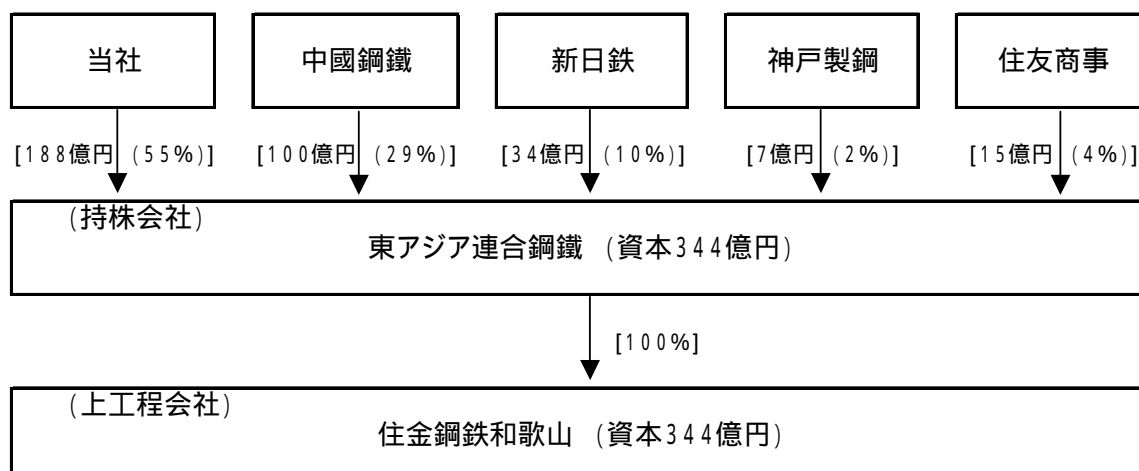 当社 中國鋼鐵 新日鉄 神戸製鋼 住友商事
[188億円 (55%)] [100億円 (29%)] [34億円 (10%)] [7億円 (2%)] [15億円 (4%)]
(持株会社)
東アジア連合鋼鐵 (資本344億円)
[100%]
(上工程会社)
住金鋼鉄和歌山 (資本344億円)